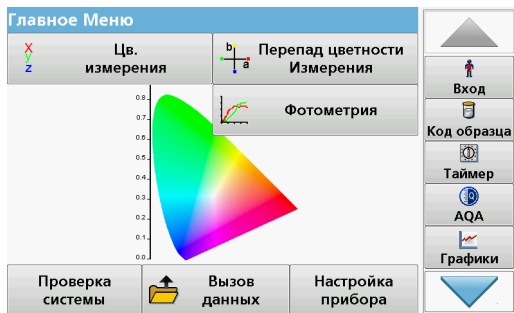 Главное Меню
X
y
z
Цв.
измерения
b
a
Перепад цветности
Измерения
Фотометрия
0.8
0.7
0.6
0.5
0.4
0.3
0.2
0.1
0.0
Проверка
системы
Вызов
данных
Настройка
прибора
Вход
Код образца
Таймер
AQA
Графики